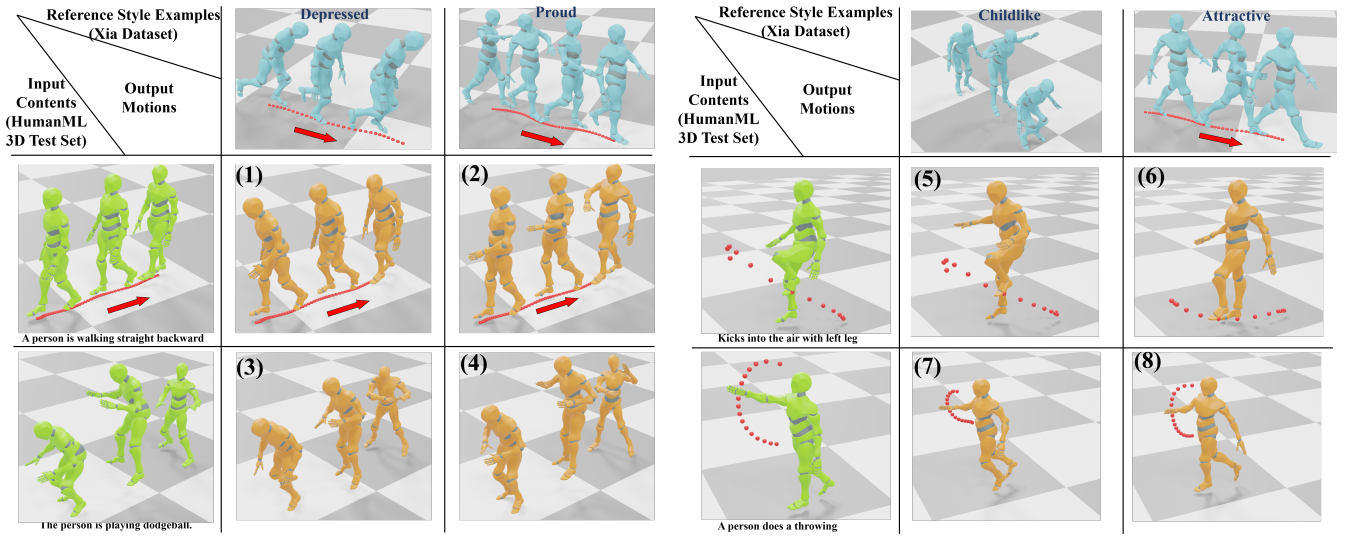 Reference Style Examples
(Xia Dataset)
Input
Contents
(HumanML
3D Test Set)
Output
Motions
Depressed
Proud
(1)
(2)
A person is walking straight backward
(3)
(4)
The person is playing dodgeball.
Reference Style Examples
(Xia Dataset)
Input
Contents
(HumanML
3D Test Set)
Output
Motions
Childlike
Attractive
(5)
(6)
Kicks into the air with left leg
(7)
(8)
A person does a throwing